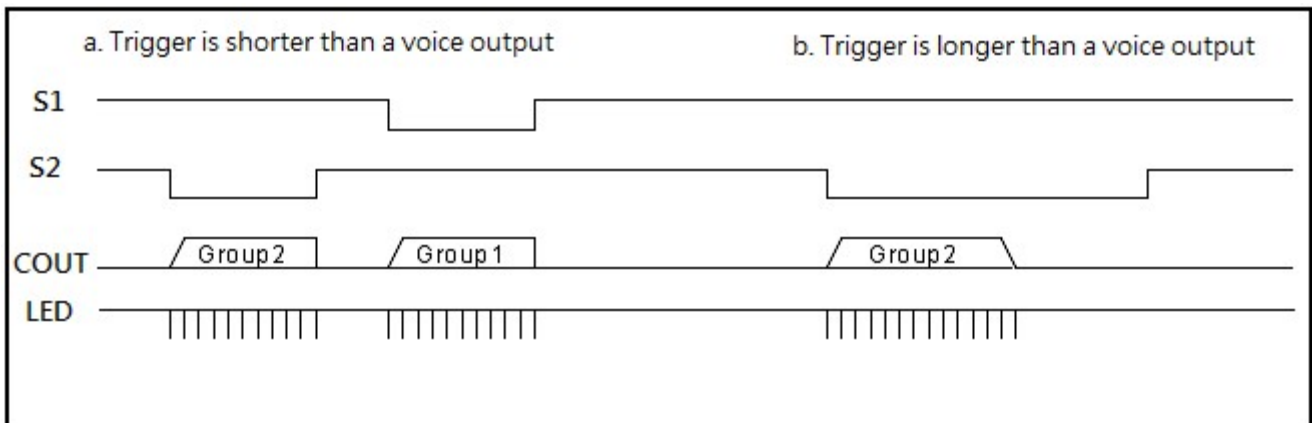 a. Trigger is shorter than a voice output
b. Trigger is longer than a voice output
S1
S2
COUT
Group2
Group1
Group2
LED